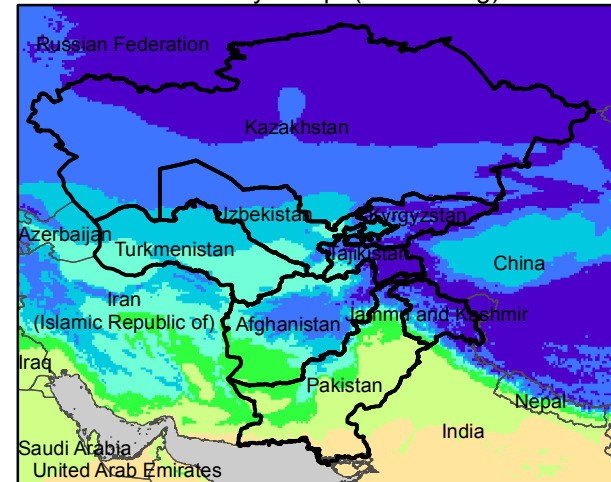 Russian Federation
Kazakhstan
Uzbekistan
Kyrgyzstan
Azerbaijan
Turkmenistan
Tajikistan
China
Iran
(Islamic Republic of)
Afghanistan
Jammu and Kashmir
Iraq
Pakistan
Nepal
India
Saudi Arabia
United Arab Emirates